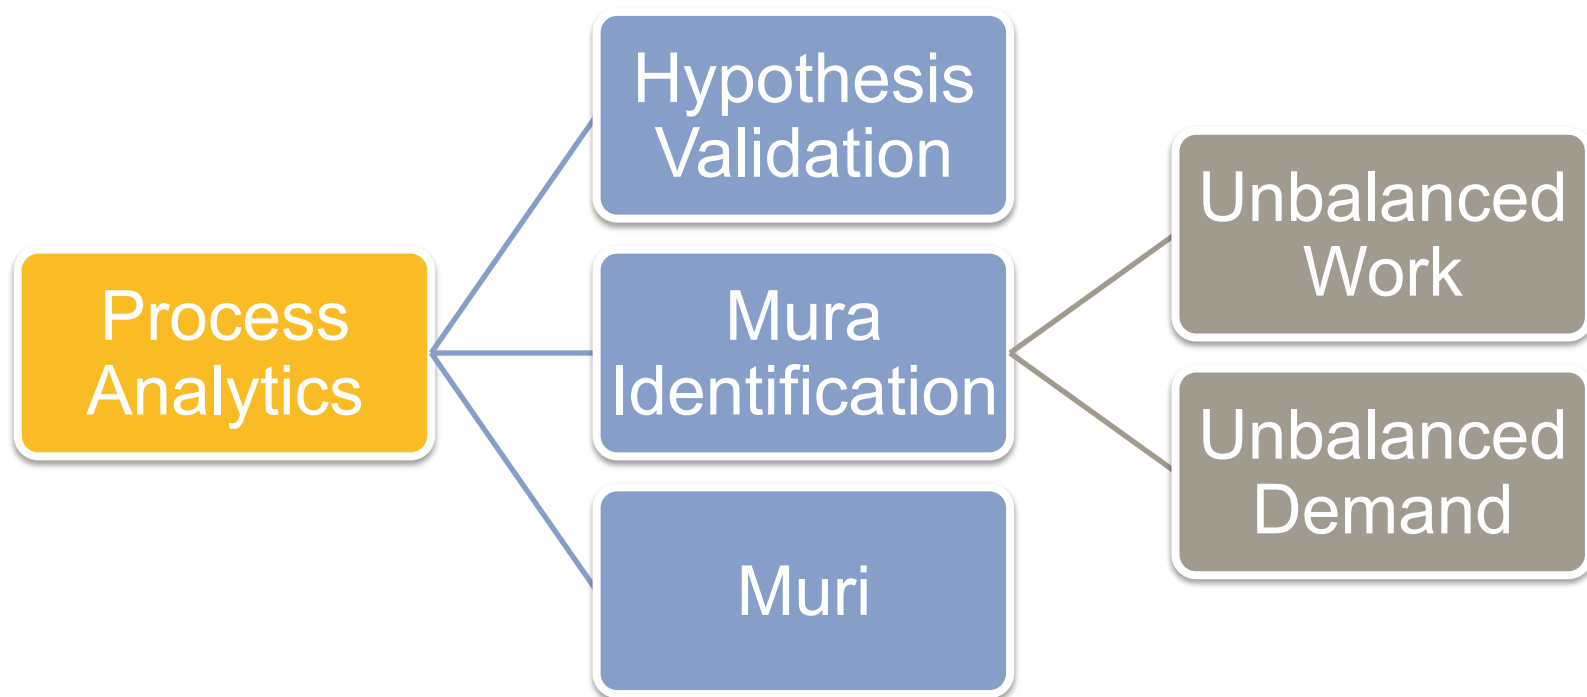 Process
Analytics
Hypothesis
Validation
Mura
Identification
Muri
Unbalanced
Work
Unbalanced
Demand